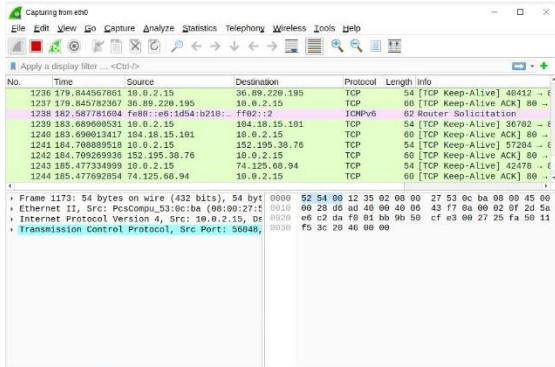 Capturing from eth0
File Edit View Go Capture Analyze Statistics Telephony Wireless Tools Help
Apply a display filter … <Ctrl-/>
No. Time Source Destination Protocol Length Info
1236 179.844567861 10.0.2.15 36.89.220.195 TCP 54 [TCP Keep-Alive] 40412 → 8
1237 179.845782367 36.89.220.195 10.0.2.15 TCP 60 [TCP Keep-Alive ACK] 80 →
1238 182.587781604 fe80::e6:1d54:b210:… ff02::2 ICMPv6 62 Router Solicitation
1239 183.689600531 10.0.2.15 104.18.15.101 TCP 54 [TCP Keep-Alive] 36702 → 8
1240 183.690013417 104.18.15.101 10.0.2.15 TCP 60 [TCP Keep-Alive ACK] 80 →
1241 184.708889518 10.0.2.15 152.195.38.76 TCP 54 [TCP Keep-Alive] 57204 → 8
1242 184.709269936 152.195.38.76 10.0.2.15 TCP 60 [TCP Keep-Alive ACK] 80 →
1243 185.477334999 10.0.2.15 74.125.68.94 TCP 54 [TCP Keep-Alive] 42478 → 8
1244 185.477692854 74.125.68.94 10.0.2.15 TCP 60 [TCP Keep-Alive ACK] 80 →
Frame 1173: 54 bytes on wire (432 bits), 54 byt
Ethernet II, Src: PcsCompu_53:0c:ba (08:00:27:5
Internet Protocol Version 4, Src: 10.0.2.15, Ds
Transmission Control Protocol, Src Port: 56048,
0000 52 54 00 12 35 02 08 00 27 53 0c ba 08 00 45 00
0010 00 28 d6 ad 40 00 40 06 43 f7 0a 00 02 0f 2d 5a
0020 e6 c2 da f0 01 bb 9b 50 cf e3 00 27 25 fa 50 11
0030 f5 3c 20 46 00 00